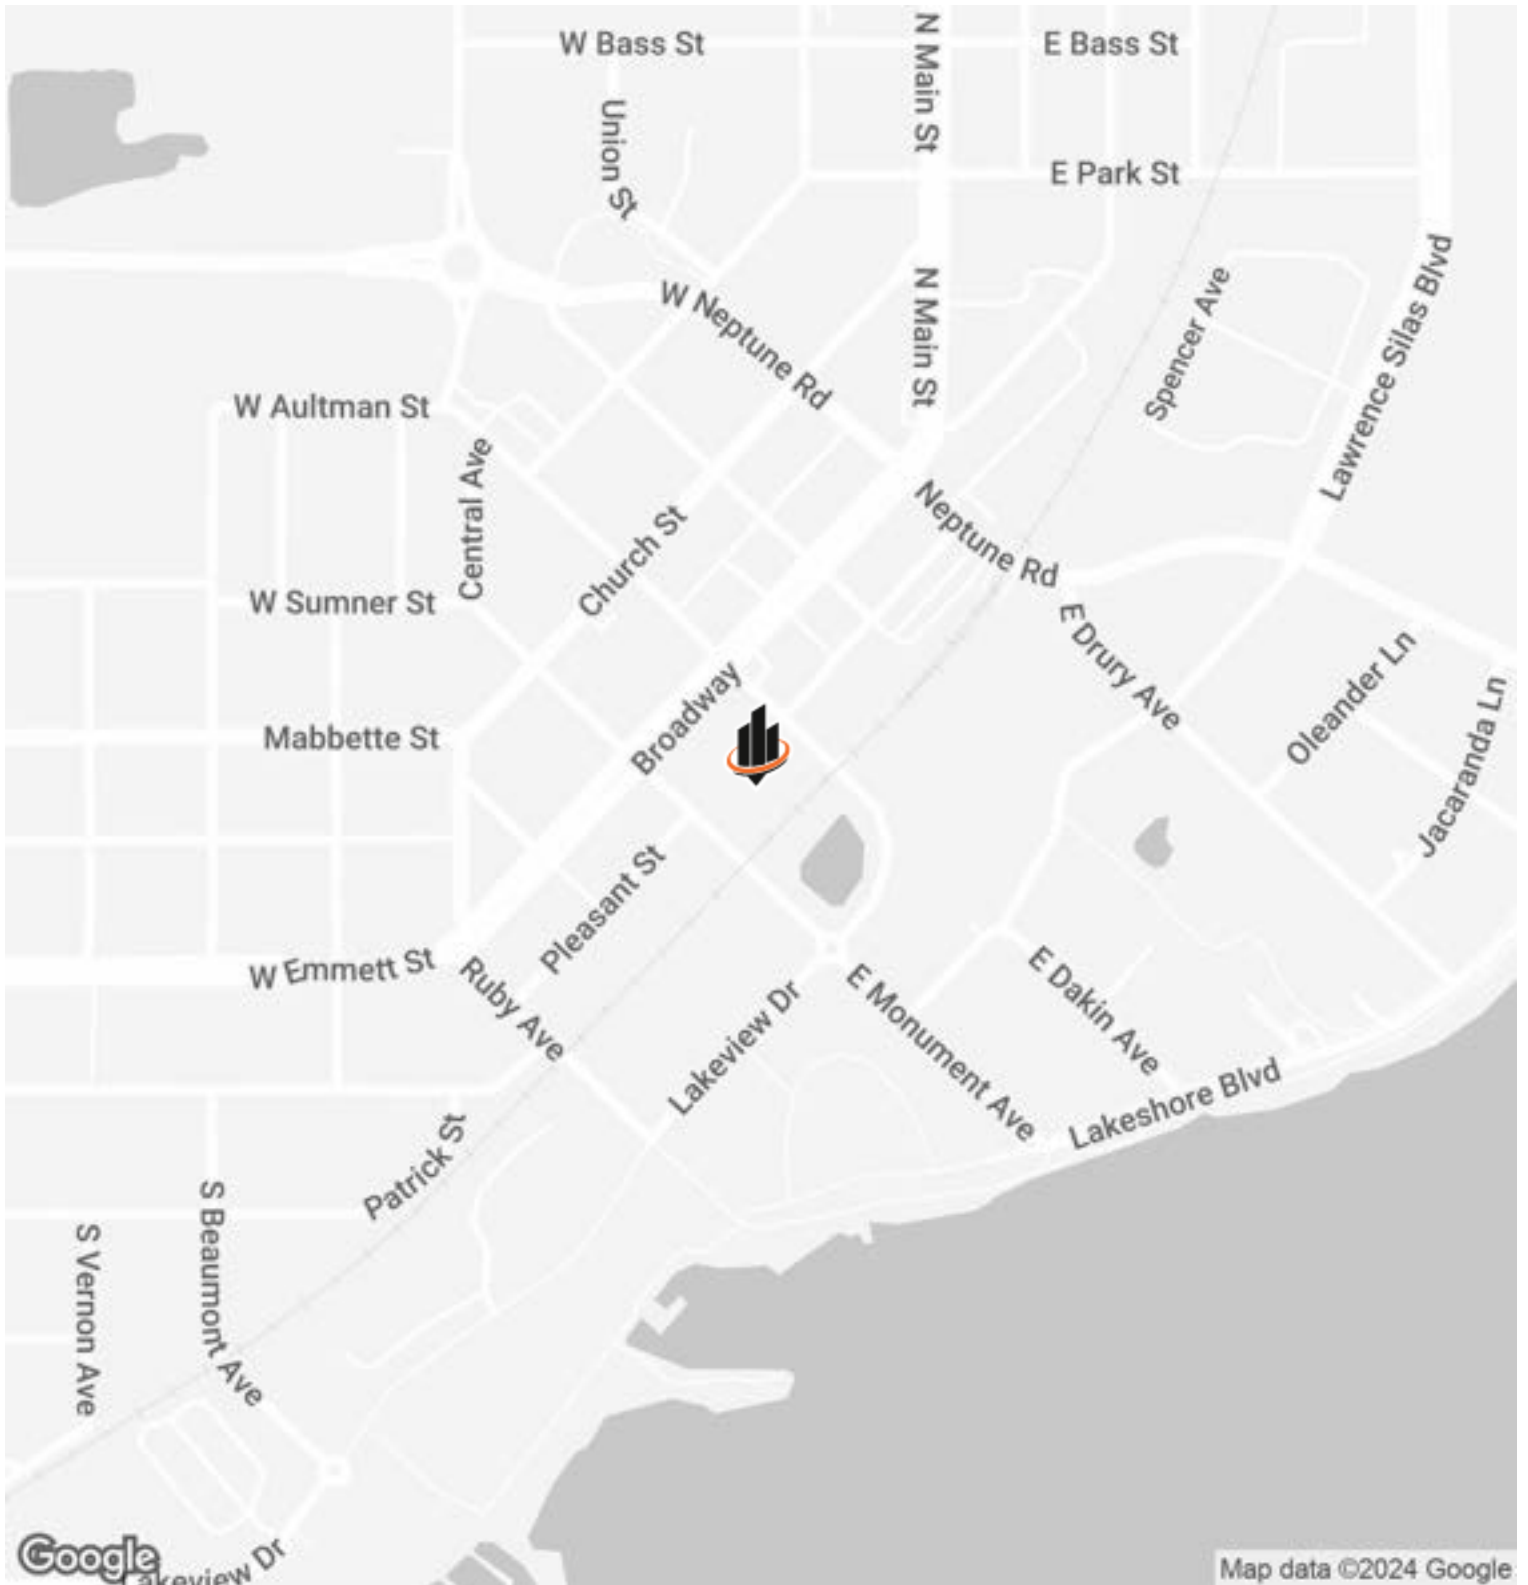 W Bass St
E Bass St
N Main St
Union St
E Park St
W Neptune Rd
N Main St
Spencer Ave
Lawrence Silas Blvd
W Aultman St
Central Ave
Church St
Neptune Rd
W Sumner St
E Drury Ave
Oleander Ln
Jacaranda Ln
Broadway
Mabbette St
Pleasant St
W Emmett St
Ruby Ave
Lakeview Dr
E Monument Ave
E Dakin Ave
Lakeshore Blvd
Patrick St
S Beaumont Ave
S Vernon Ave
Google
akeview Dr
Map data ©2024 Google